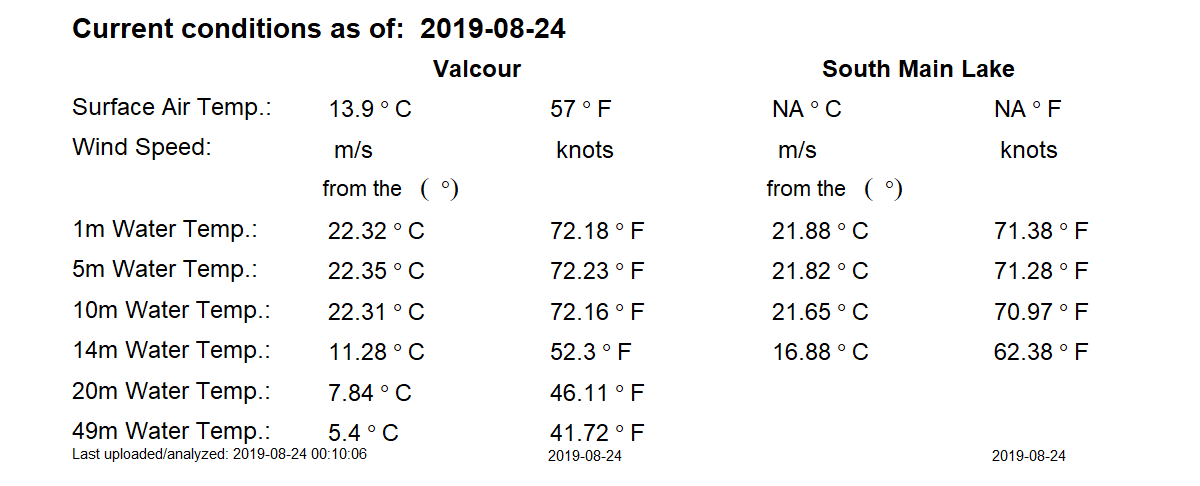 Current conditions as of: 2019-08-24
Valcour South Main Lake
Surface Air Temp.: 13.9 ° C 57 ° F NA ° C NA ° F
Wind Speed: m/s knots m/s knots
from the ( °) from the ( °)
1m Water Temp.: 22.32 ° C 72.18 ° F 21.88 ° C 71.38 ° F
5m Water Temp.: 22.35 ° C 72.23 ° F 21.82 ° C 71.28 ° F
10m Water Temp.: 22.31 ° C 72.16 ° F 21.65 ° C 70.97 ° F
14m Water Temp.: 11.28 ° C 52.3 ° F 16.88 ° C 62.38 ° F
20m Water Temp.: 7.84 ° C 46.11 ° F
49m Water Temp.: 5.4 ° C 41.72 ° F
Last uploaded/analyzed: 2019-08-24 00:10:06 2019-08-24 2019-08-24